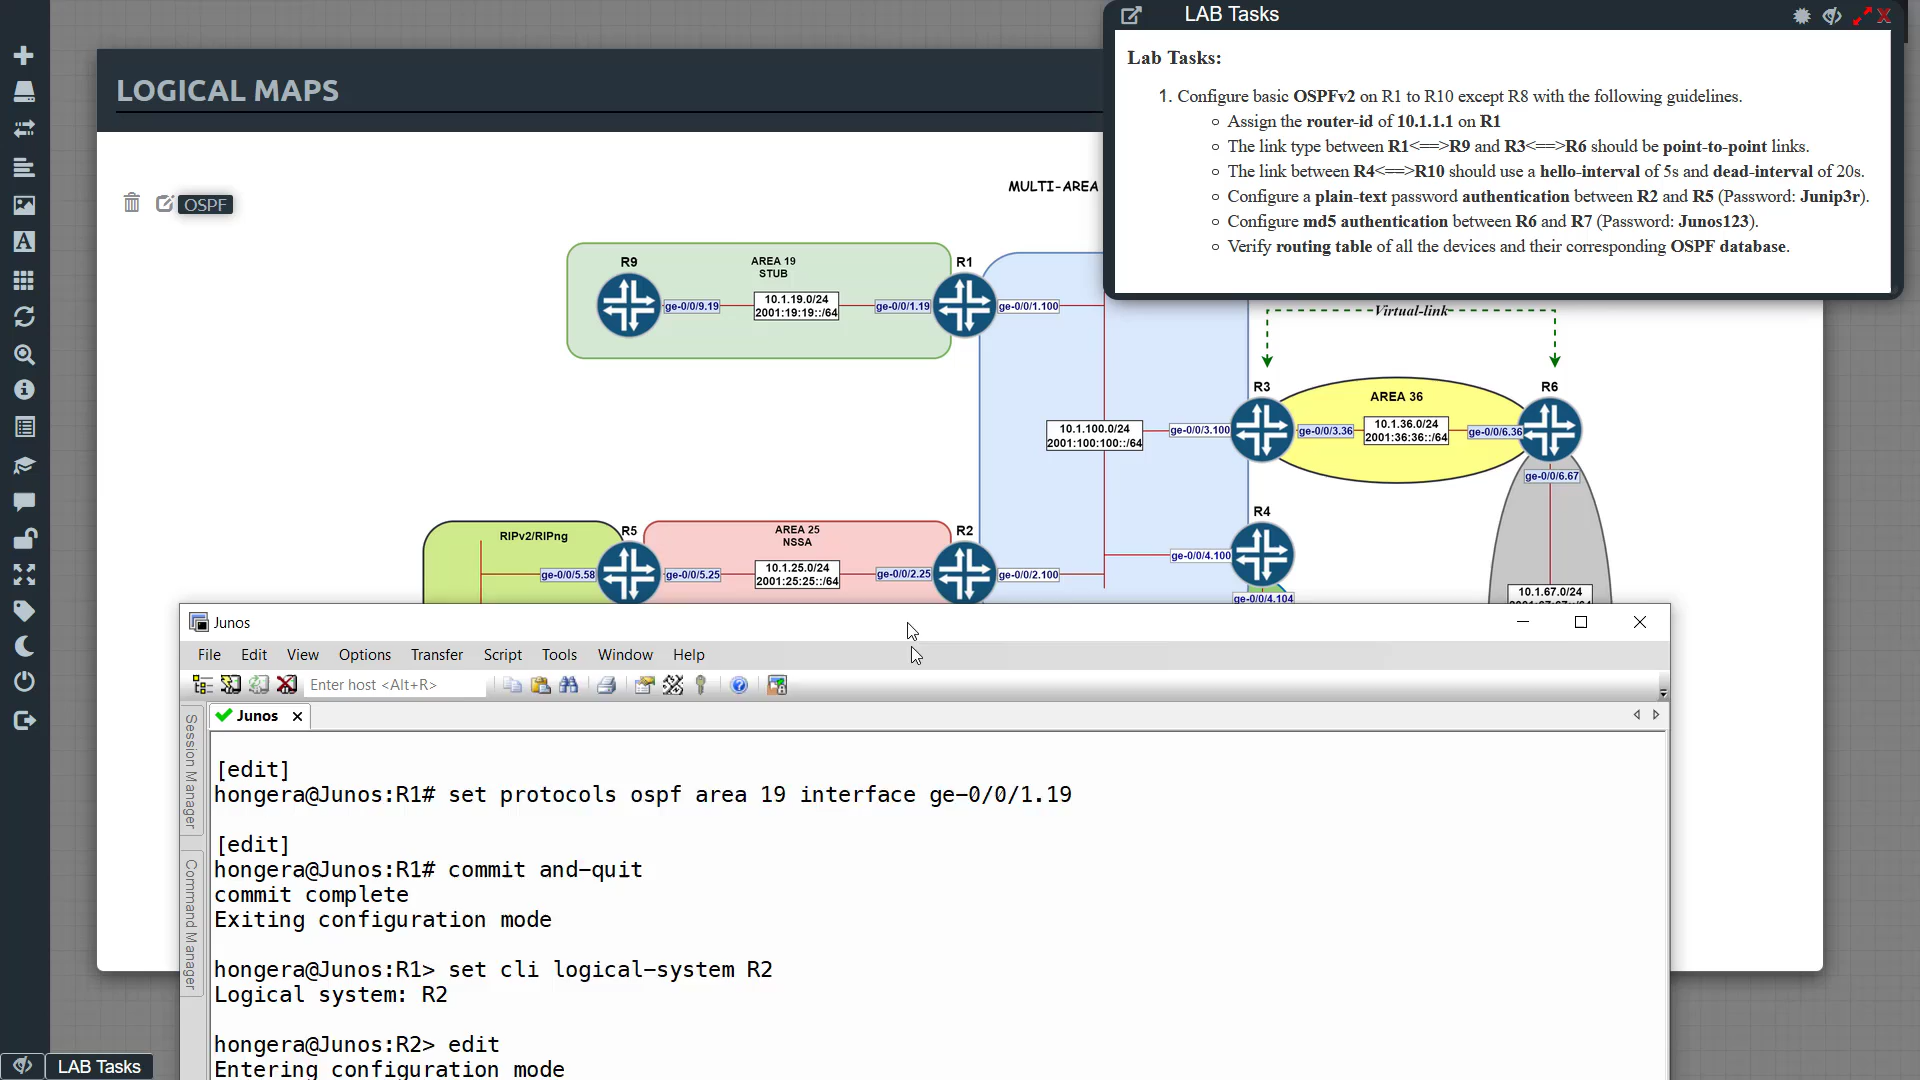 LAB Tasks
Lab Tasks:
1. Configure basic OSPFv2 on R1 to R10 except R8 with the following guidelines.
Assign the router-id of 10.1.1.1 on R1
The link type between R1<==>R9 and R3<==>R6 should be point-to-point links.
The link between R4<==>R10 should use a hello-interval of 5s and dead-interval of 20s.
Configure a plain-text password authentication between R2 and R5 (Password: Junip3r).
Configure md5 authentication between R6 and R7 (Password: Junos123).
Verify routing table of all the devices and their corresponding OSPF database.
LOGICAL MAPS
MULTI-AREA
OSPF
R9
AREA 19
STUB
R1
ge-0/0/9.19
10.1.19.0/24
2001:19:19::/64
ge-0/0/1.19
ge-0/0/1.100
Virtual-link
R3
AREA 36
R6
10.1.100.0/24
2001:100:100::/64
ge-0/0/3.100
ge-0/0/3.36
10.1.36.0/24
2001:36:36::/64
ge-0/0/6.36
ge-0/0/6.67
R4
RIPv2/RIPng
R5
AREA 25
NSSA
R2
ge-0/0/4.100
ge-0/0/5.58
ge-0/0/5.25
10.1.25.0/24
2001:25:25::/64
ge-0/0/2.25
ge-0/0/2.100
ge-0/0/4.104
10.1.67.0/24
Junos
File Edit View Options Transfer Script Tools Window Help
Enter host <Alt+R>
Junos
Session Manager
Command Manager
[edit]
hongera@Junos:R1# set protocols ospf area 19 interface ge-0/0/1.19
[edit]
hongera@Junos:R1# commit and-quit
commit complete
Exiting configuration mode
hongera@Junos:R1> set cli logical-system R2
Logical system: R2
hongera@Junos:R2> edit
Entering configuration mode
LAB Tasks